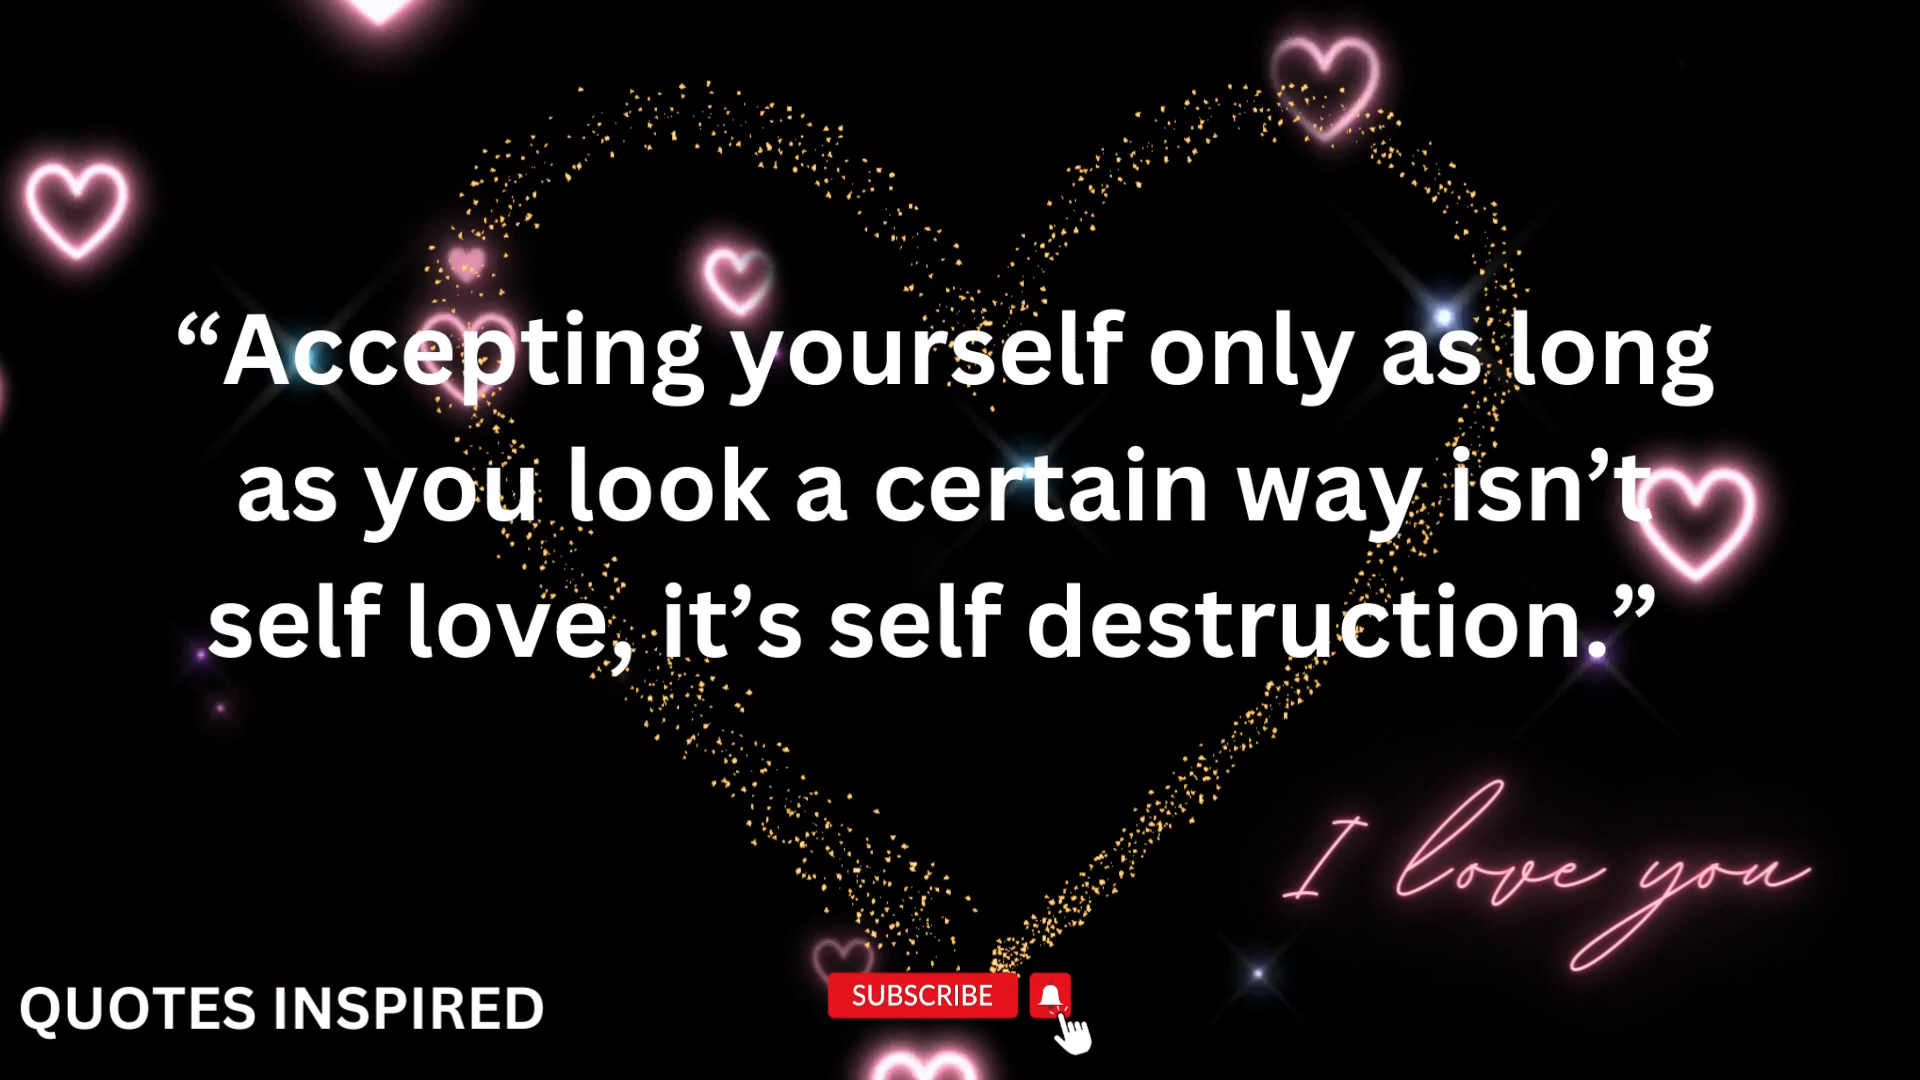 “Accepting yourself only as long
as you look a certain way isn’t
self love, it’s self destruction.”
I love you
QUOTES INSPIRED
SUBSCRIBE